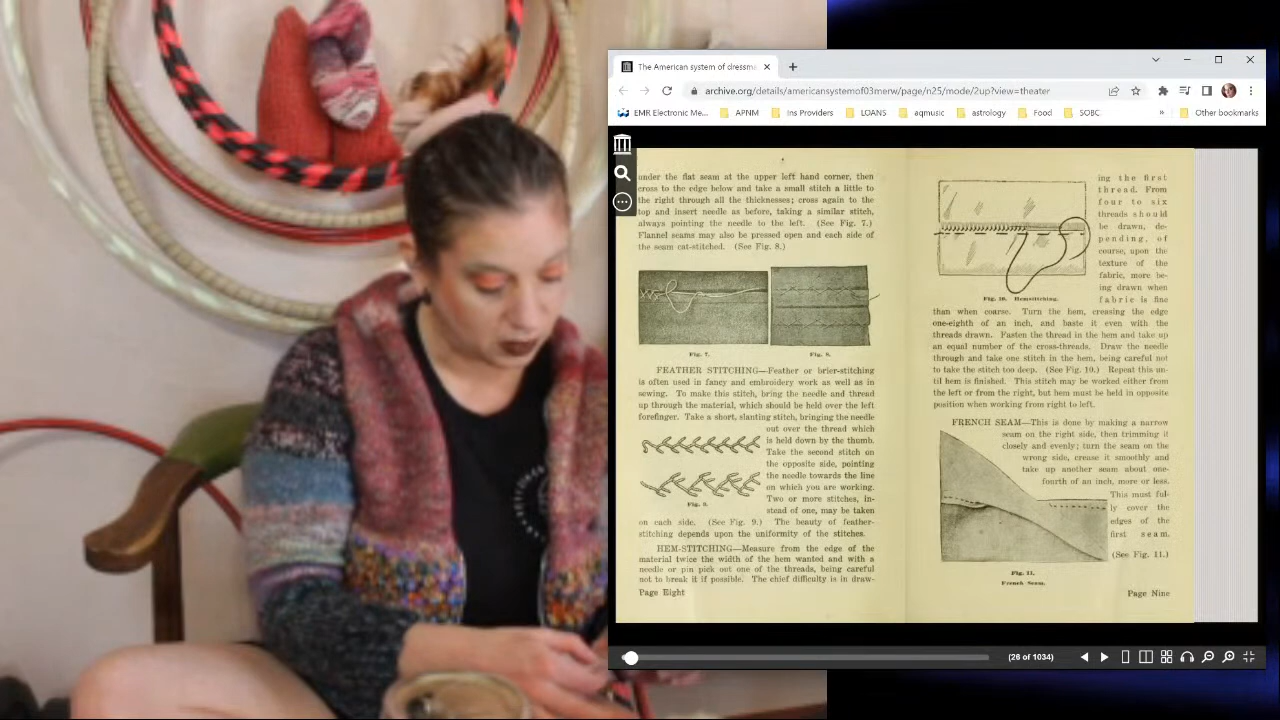 The American system of dressm
archive.org/details/americansystemof03merw/page/n25/mode/2up?view=theater
EMR Electronic Me...
APNM
Ins Providers
LOANS
aqmusic
astrology
Food
SOBC
»
Other bookmarks
under the flat seam at the upper left hand corner, then
cross to the edge below and take a small stitch a little to
the right through all the thicknesses; cross again to the
top and insert needle as before, taking a similar stitch,
always pointing the needle to the left. (See Fig. 7.)
Flannel seams may also be pressed open and each side of
the seam cat-stitched. (See Fig. 8.)
Fig. 7.
Fig. 8.
FEATHER STITCHING—Feather or brier-stitching
is often used in fancy and embroidery work as well as in
sewing. To make this stitch, bring the needle and thread
up through the material, which should be held over the left
forefinger. Take a short, slanting stitch, bringing the needle
out over the thread which
is held down by the thumb.
Take the second stitch on
the opposite side, pointing
the needle towards the line
on which you are working.
Two or more stitches, in-
stead of one, may be taken
Fig. 9.
on each side. (See Fig. 9.) The beauty of feather-
stitching depends upon the uniformity of the stitches.
HEM-STITCHING—Measure from the edge of the
material twice the width of the hem wanted and with a
needle or pin pick out one of the threads, being careful
not to break it if possible. The chief difficulty is in draw-
Page Eight
ing the first
thread. From
four to six
threads should
be drawn, de-
pending, of
course, upon the
texture of the
fabric, more be-
ing drawn when
fabric is fine
Fig. 10. Hemstitching.
than when coarse. Turn the hem, creasing the edge
one-eighth of an inch, and baste it even with the
threads drawn. Fasten the thread in the hem and take up
an equal number of the cross-threads. Draw the needle
through and take one stitch in the hem, being careful not
to take the stitch too deep. (See Fig. 10.) Repeat this un-
til hem is finished. This stitch may be worked either from
the left or from the right, but hem must be held in opposite
position when working from right to left.
FRENCH SEAM—This is done by making a narrow
seam on the right side, then trimming it
closely and evenly; turn the seam on the
wrong side, crease it smoothly and
take up another seam about one-
fourth of an inch, more or less.
This must ful-
ly cover the
edges of the
first seam.
(See Fig. 11.)
Fig. 11.
French Seam.
Page Nine
(26 of 1034)